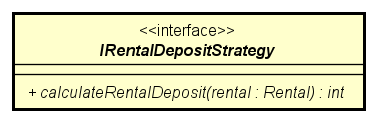 <<interface>>
IRentalDepositStrategy
+ calculateRentalDeposit(rental : Rental) : int